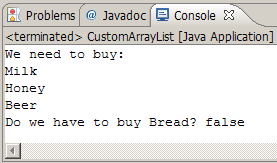 Problems @ Javadoc Console
<terminated> CustomArrayList [Java Application]
We need to buy:
Milk
Honey
Beer
Do we have to buy Bread? false